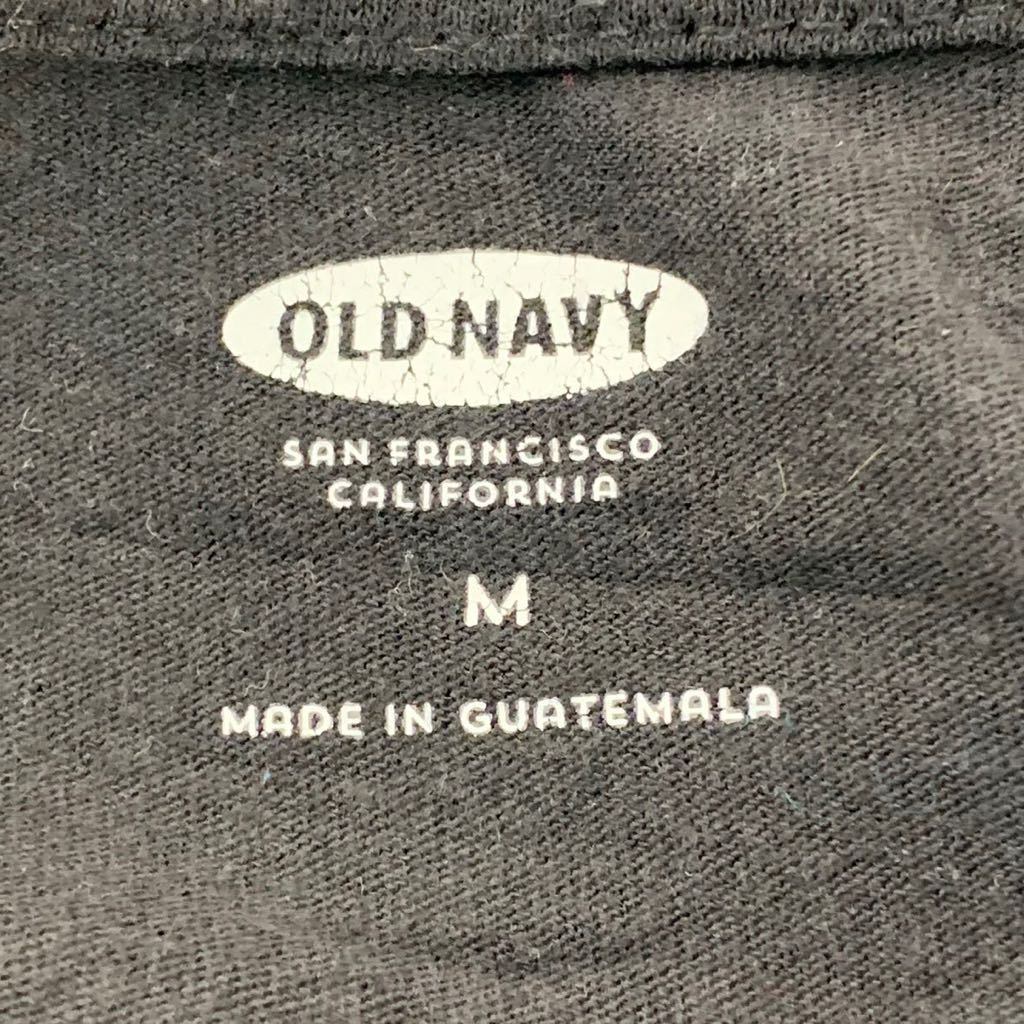 OLD NAVY
SAN FRANCISCO
CALIFORNIA
M
MADE IN GUATEMALA